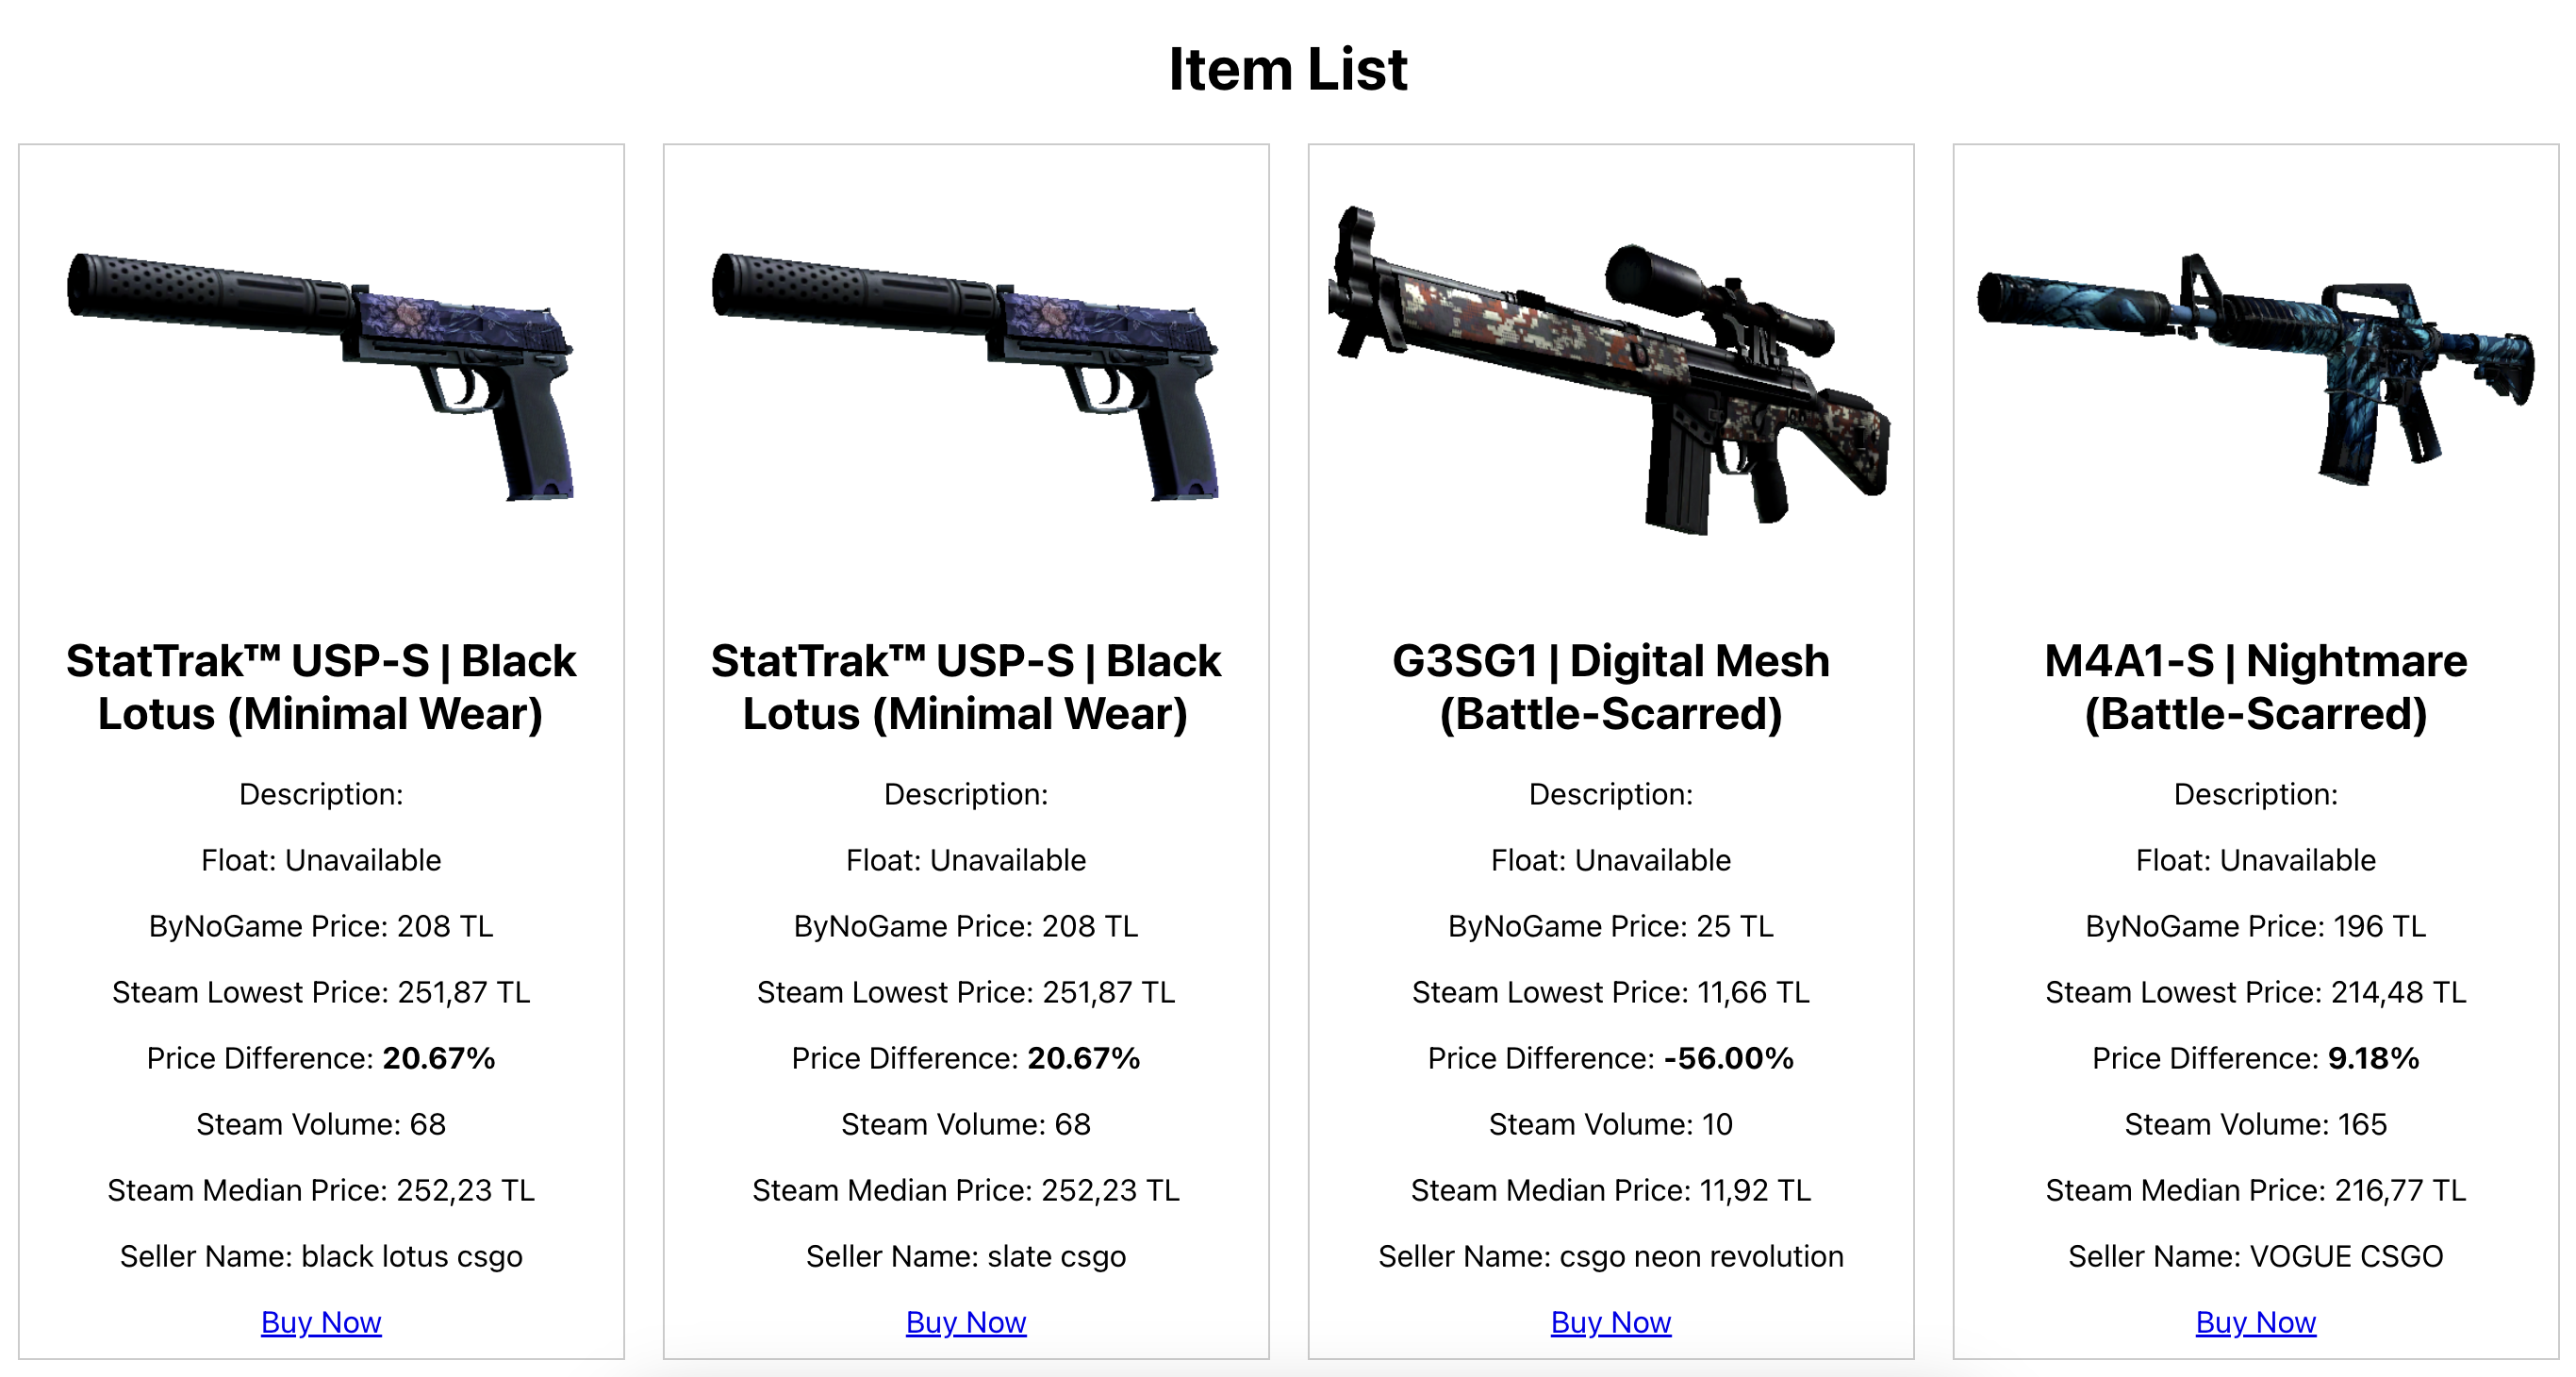 Item List
StatTrak™ USP-S | Black
Lotus (Minimal Wear)
Description:
Float: Unavailable
ByNoGame Price: 208 TL
Steam Lowest Price: 251,87 TL
Price Difference: 20.67%
Steam Volume: 68
Steam Median Price: 252,23 TL
Seller Name: black lotus csgo
Buy Now
StatTrak™ USP-S | Black
Lotus (Minimal Wear)
Description:
Float: Unavailable
ByNoGame Price: 208 TL
Steam Lowest Price: 251,87 TL
Price Difference: 20.67%
Steam Volume: 68
Steam Median Price: 252,23 TL
Seller Name: slate csgo
Buy Now
G3SG1 | Digital Mesh
(Battle-Scarred)
Description:
Float: Unavailable
ByNoGame Price: 25 TL
Steam Lowest Price: 11,66 TL
Price Difference: -56.00%
Steam Volume: 10
Steam Median Price: 11,92 TL
Seller Name: csgo neon revolution
Buy Now
M4A1-S | Nightmare
(Battle-Scarred)
Description:
Float: Unavailable
ByNoGame Price: 196 TL
Steam Lowest Price: 214,48 TL
Price Difference: 9.18%
Steam Volume: 165
Steam Median Price: 216,77 TL
Seller Name: VOGUE CSGO
Buy Now